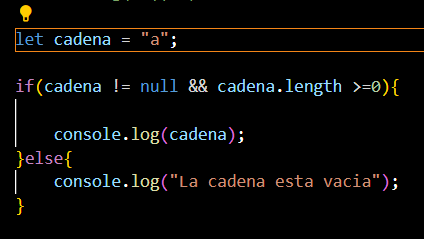 let cadena = "a";
if(cadena != null && cadena.length >=0){
console.log(cadena);
}else{
console.log("La cadena esta vacia");
}